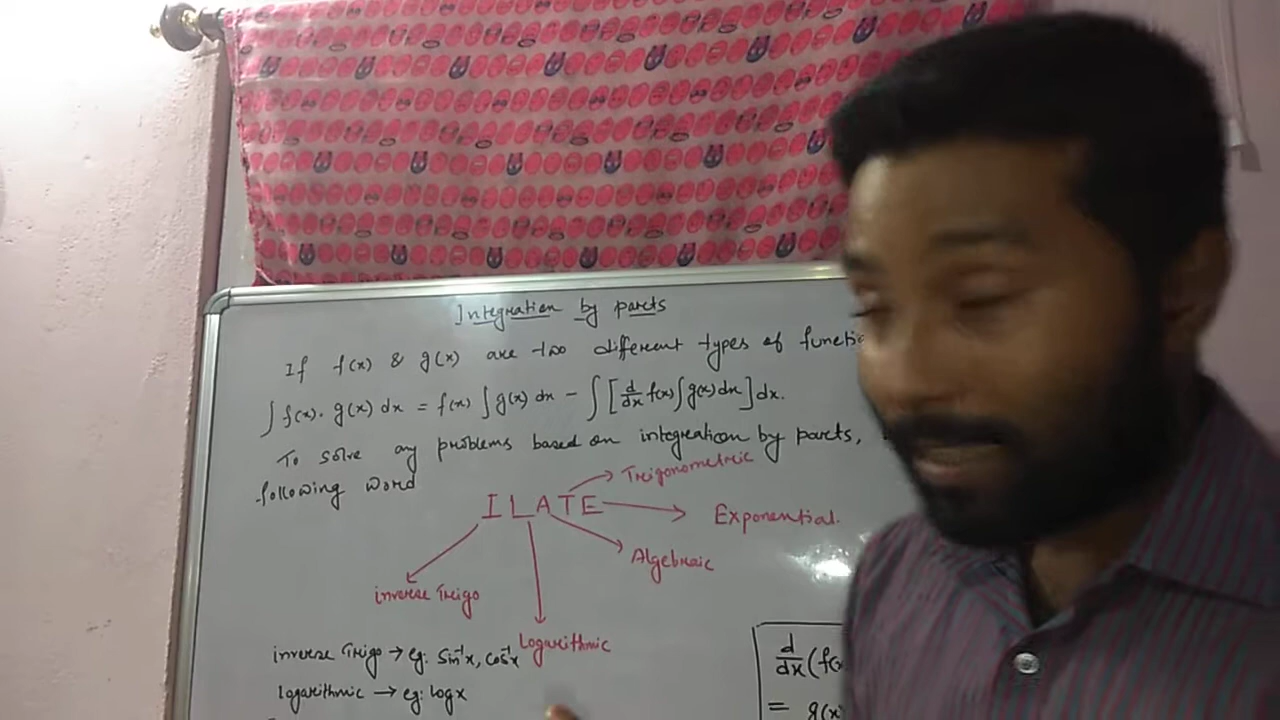 Integration by parts
If f(x) & g(x) are two different types of functio
∫ f(x). g(x) dx = f(x) ∫ g(x) dx - ∫ [d/dx f(x) ∫ g(x) dx] dx.
To solve any problems based on integration by parts,
following word
Trigonometric
ILATE
Exponential.
Algebraic
inverse Trigo
Logarithmic
inverse Trigo → eg: sin⁻¹x, cos⁻¹x
logarithmic → eg: logx
d/dx (f(x
= g(x